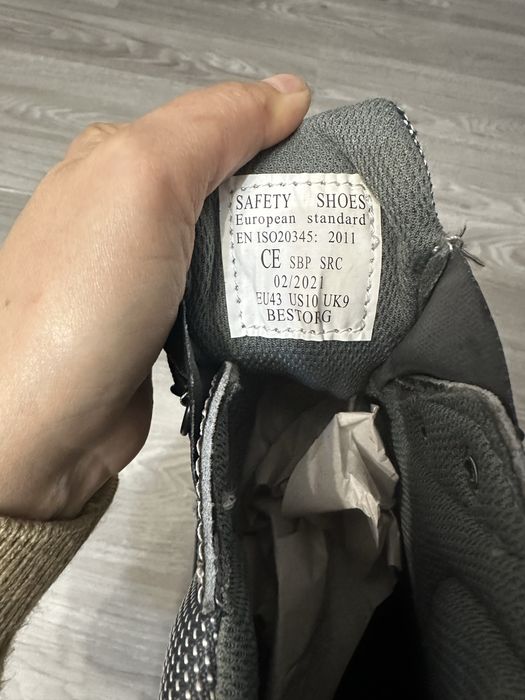 SAFETY SHOES
European standard
EN ISO20345: 2011
CE SBP SRC
02/2021
EU43 US10 UK9
BESTORG